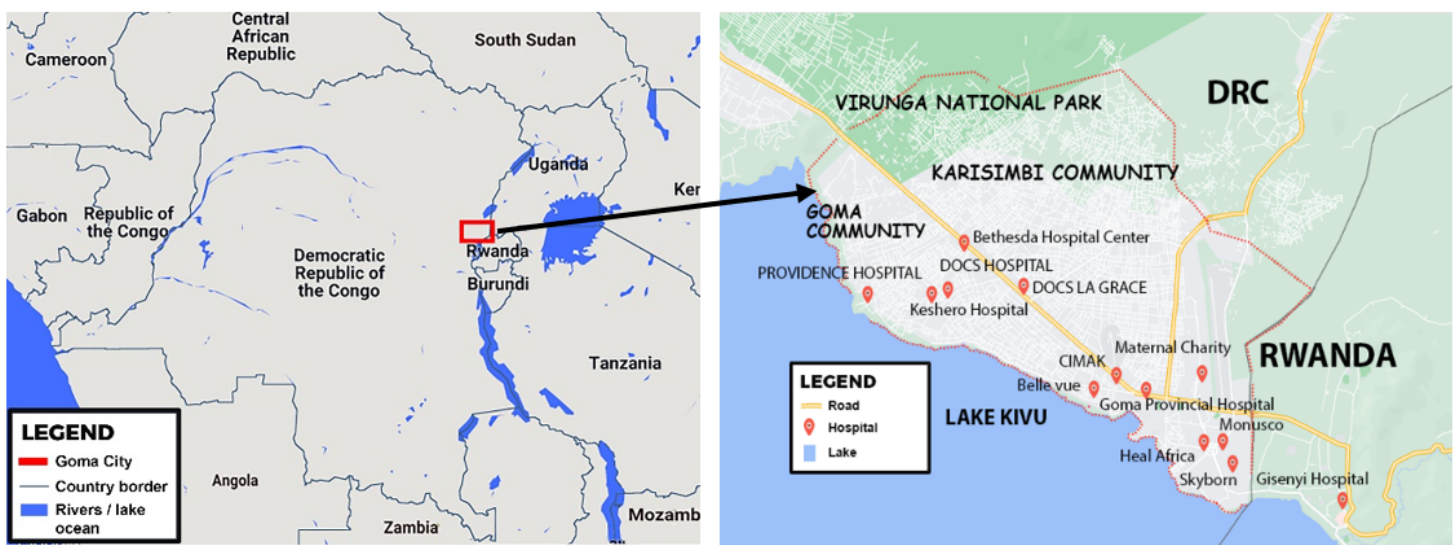 Central
African
Republic
South Sudan
Cameroon
Uganda
Ken
Gabon
Republic of
the Congo
Rwanda
Democratic
Republic of
the Congo
Burundi
Tanzania
Angola
Zambia
Mozamb
LEGEND
Goma City
Country border
Rivers / lake
ocean
DRC
VIRUNGA NATIONAL PARK
KARISIMBI COMMUNITY
GOMA
COMMUNITY
Bethesda Hospital Center
DOCS HOSPITAL
PROVIDENCE HOSPITAL
DOCS LA GRACE
Keshero Hospital
Maternal Charity
RWANDA
CIMAK
Belle vue
Goma Provincial Hospital
LAKE KIVU
Monusco
Heal Africa
Skyborn
Gisenyi Hospital
LEGEND
Road
Hospital
Lake